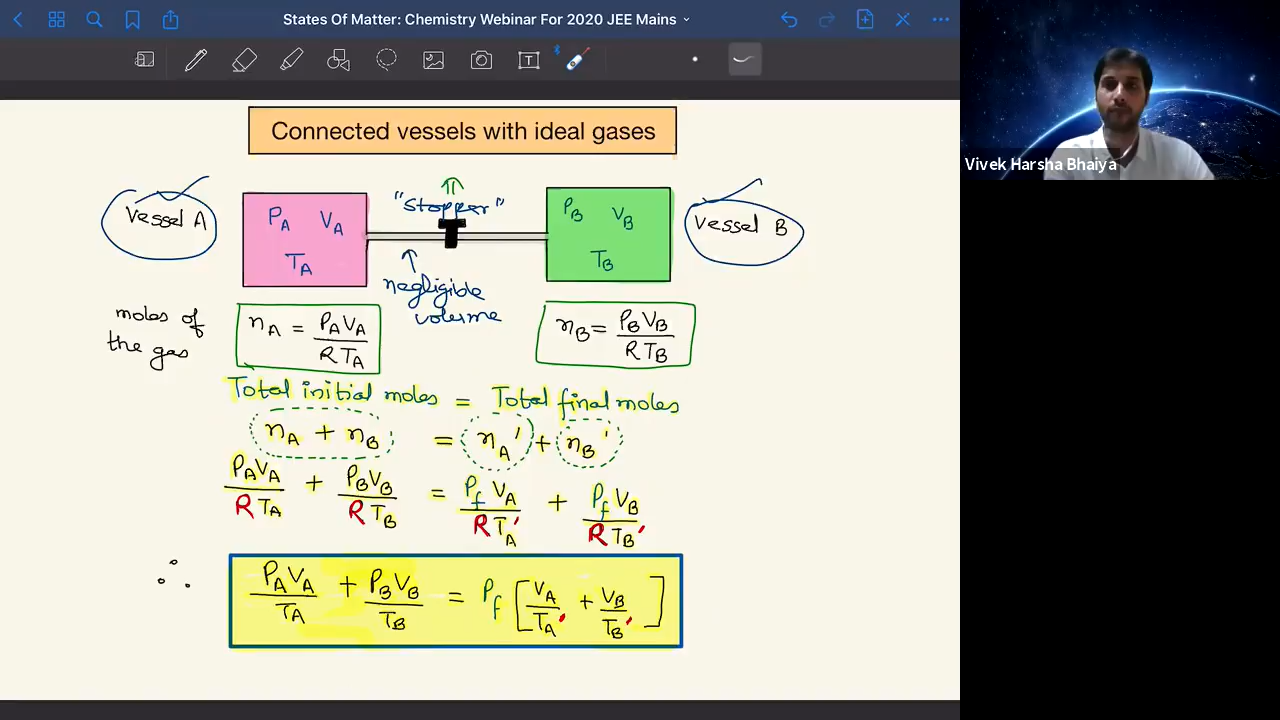 States Of Matter: Chemistry Webinar For 2020 JEE Mains
T
Connected vessels with ideal gases
Vessel A
P_A V_A
T_A
"Stopper"
negligible
volume
P_B V_B
T_B
Vessel B
Vivek Harsha Bhaiya
moles of
the gas
n_A = P_A V_A / R T_A
n_B = P_B V_B / R T_B
Total initial moles = Total final moles
n_A + n_B = n_A' + n_B'
P_A V_A / R T_A + P_B V_B / R T_B = P_f V_A / R T_A' + P_f V_B / R T_B'
∴ P_A V_A / T_A + P_B V_B / T_B = P_f [ V_A / T_A' + V_B / T_B' ]